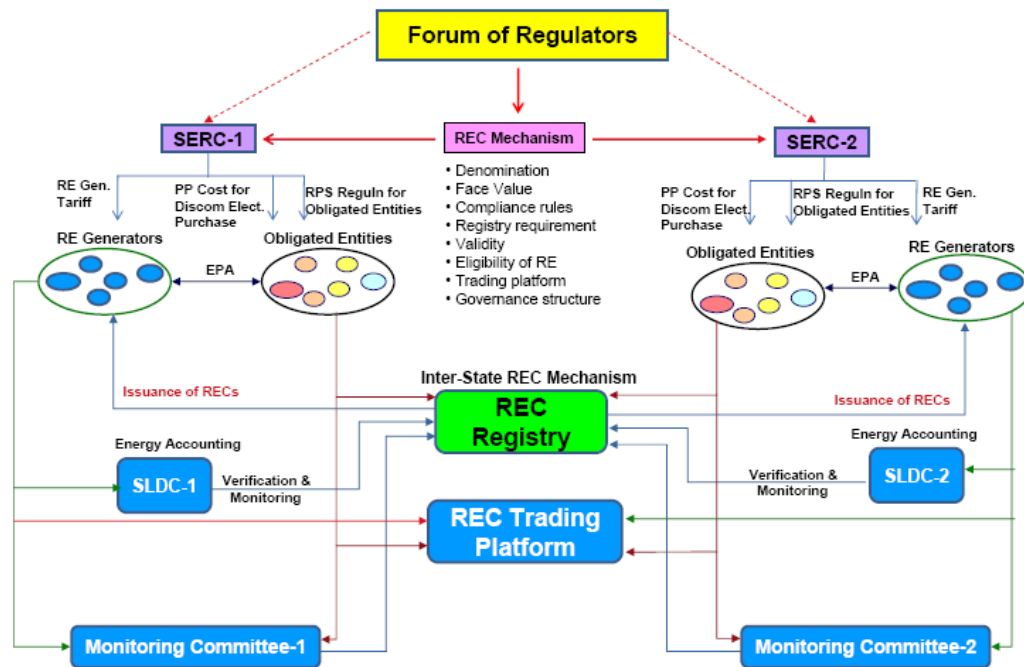 Forum of Regulators
SERC-1
REC Mechanism
SERC-2
• Denomination
• Face Value
• Compliance rules
• Registry requirement
• Validity
• Eligibility of RE
• Trading platform
• Governance structure
RE Gen.
Tariff
PP Cost for
Discom Elect.
Purchase
RPS Reguln for
Obligated Entities
PP Cost for
Discom Elect.
Purchase
RPS Reguln for
Obligated Entities
RE Gen.
Tariff
RE Generators
Obligated Entities
EPA
Obligated Entities
RE Generators
EPA
Inter-State REC Mechanism
REC
Registry
Issuance of RECs
Issuance of RECs
Energy Accounting
SLDC-1
Verification &
Monitoring
Energy Accounting
SLDC-2
Verification &
Monitoring
REC Trading
Platform
Monitoring Committee-1
Monitoring Committee-2